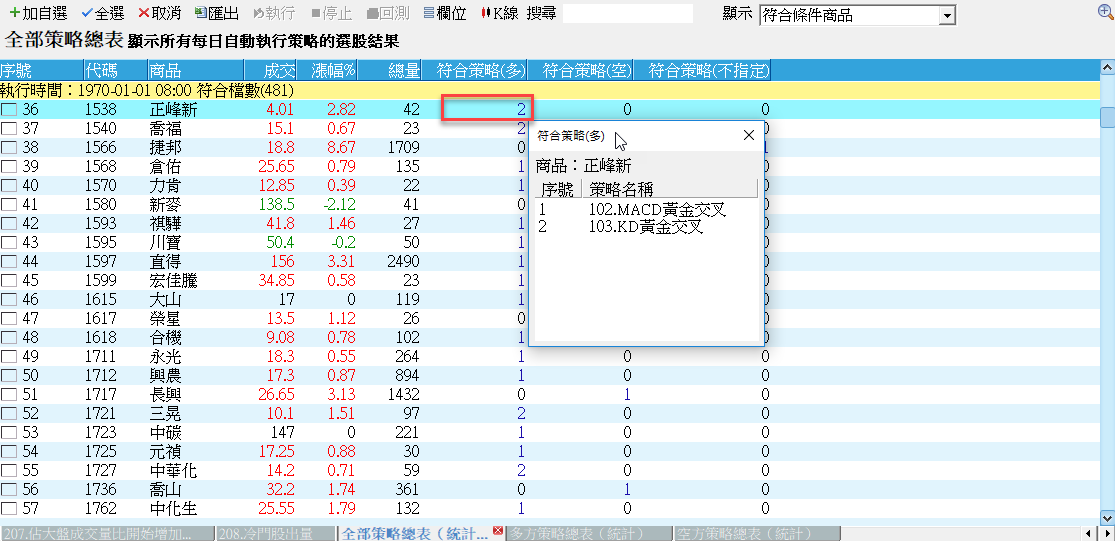 加自選 全選 取消 匯出 執行 停止 回測 欄位 K線 搜尋 顯示 符合條件商品
全部策略總表 顯示所有每日自動執行策略的選股結果
序號 代碼 商品 成交 漲幅% 總量 符合策略(多) 符合策略(空) 符合策略(不指定)
執行時間：1970-01-01 08:00 符合檔數(481)
36 1538 正峰新 4.01 2.82 42 2 0 0
37 1540 喬福 15.1 0.67 23 2
38 1566 捷邦 18.8 8.67 1709 0 1
39 1568 倉佑 25.65 0.79 135 1 0
40 1570 力肯 12.85 0.39 22 1 0
41 1580 新麥 138.5 -2.12 41 0 0
42 1593 祺驊 41.8 1.46 27 1 0
43 1595 川寶 50.4 -0.2 50 1 0
44 1597 直得 156 3.31 2490 1 0
45 1599 宏佳騰 34.85 0.58 23 1 0
46 1615 大山 17 0 119 1 0
47 1617 榮星 13.5 1.12 26 0 0
48 1618 合機 9.08 0.78 102 1 0
49 1711 永光 18.3 0.55 264 1 0 0
50 1712 興農 17.3 0.87 894 1 0 0
51 1717 長興 26.65 3.13 1432 0 1 0
52 1721 三晃 10.1 1.51 97 2 0 0
53 1723 中碳 147 0 221 1 0 0
54 1725 元禎 17.25 0.88 30 1 0 0
55 1727 中華化 14.2 0.71 59 2 0 0
56 1736 喬山 32.2 1.74 361 0 1 0
57 1762 中化生 25.55 1.79 132 1 0 0
符合策略(多)
商品：正峰新
序號 策略名稱
1 102.MACD黃金交叉
2 103.KD黃金交叉
207.佔大盤成交量比開始增加... 208.冷門股出量 全部策略總表（統計... 多方策略總表（統計） 空方策略總表（統計）